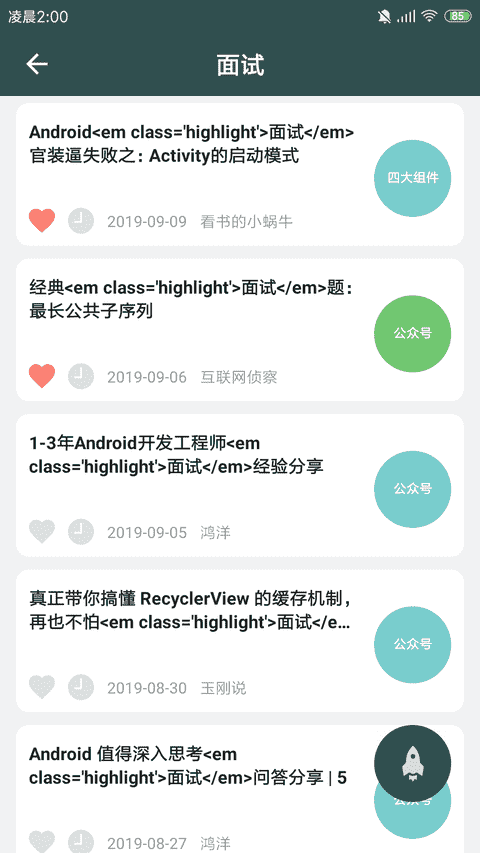 凌晨2:00
85
面试
Android<em class='highlight'>面试</em>
官装逼失败之：Activity的启动模式
四大组件
2019-09-09 看书的小蜗牛
经典<em class='highlight'>面试</em>题：
最长公共子序列
公众号
2019-09-06 互联网侦察
1-3年Android开发工程师<em
class='highlight'>面试</em>经验分享
公众号
2019-09-05 鸿洋
真正带你搞懂 RecyclerView 的缓存机制，
再也不怕<em class='highlight'>面试</e...
公众号
2019-08-30 玉刚说
Android 值得深入思考<em
class='highlight'>面试</em>问答分享 | 5
公众号
2019-08-27 鸿洋